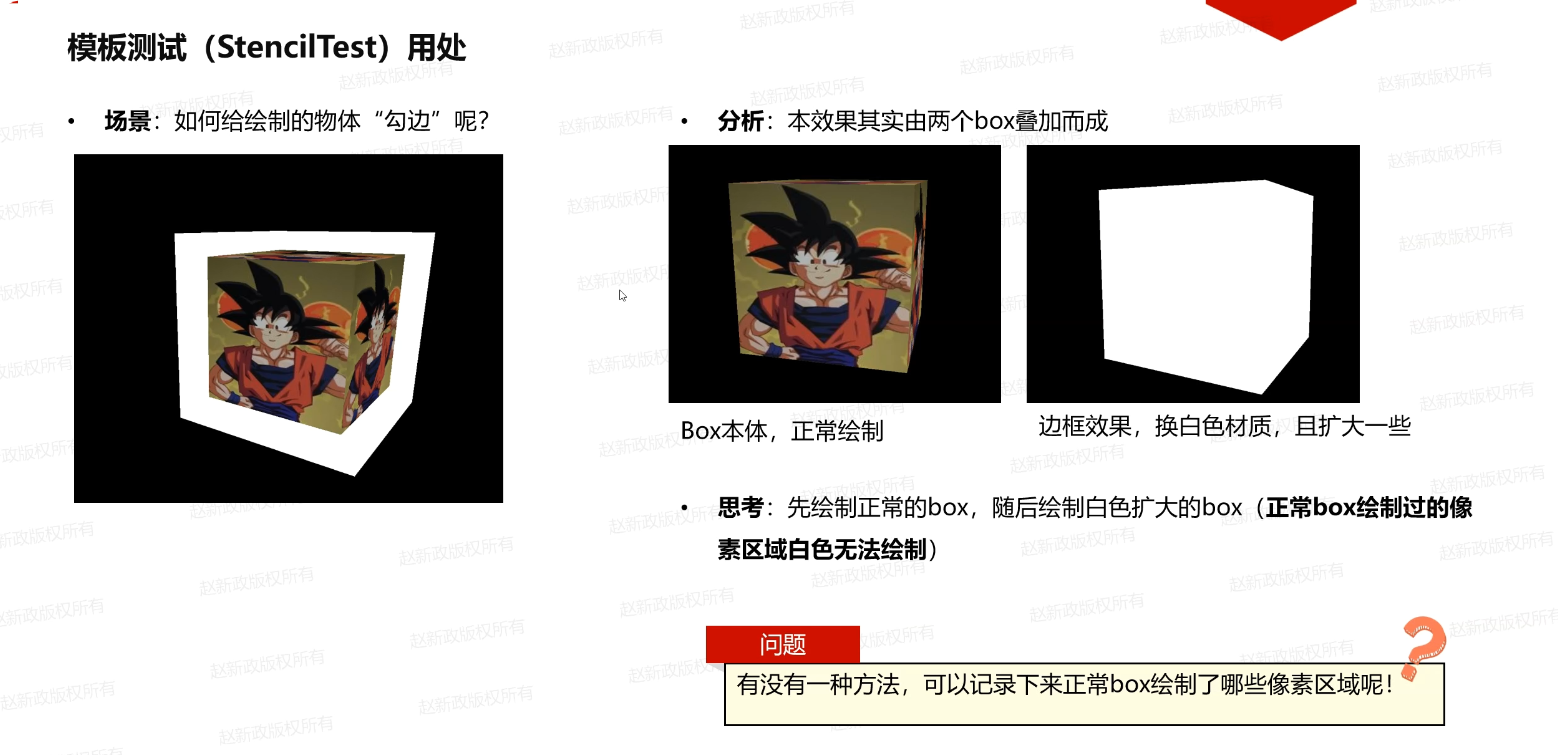 模板测试（StencilTest）用处
• 场景：如何给绘制的物体“勾边”呢？
• 分析：本效果其实由两个box叠加而成
Box本体，正常绘制
边框效果，换白色材质，且扩大一些
• 思考：先绘制正常的box，随后绘制白色扩大的box（正常box绘制过的像
素区域白色无法绘制）
问题
有没有一种方法，可以记录下来正常box绘制了哪些像素区域呢！
赵新政版权所有